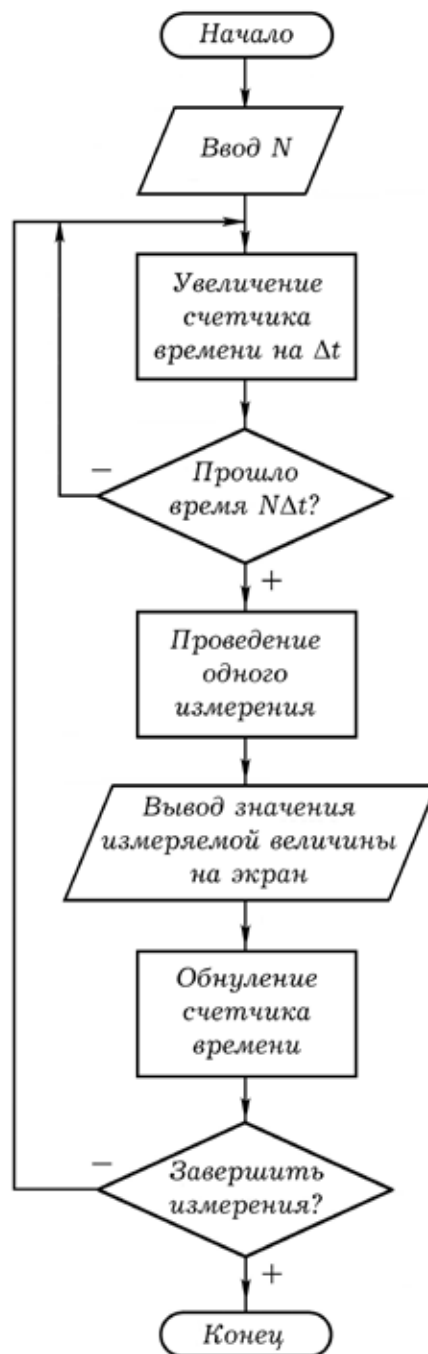 Начало
Ввод N
Увеличение
счетчика
времени на Δt
Прошло
время NΔt?
−
+
Проведение
одного
измерения
Вывод значения
измеряемой величины
на экран
Обнуление
счетчика
времени
Завершить
измерения?
−
+
Конец